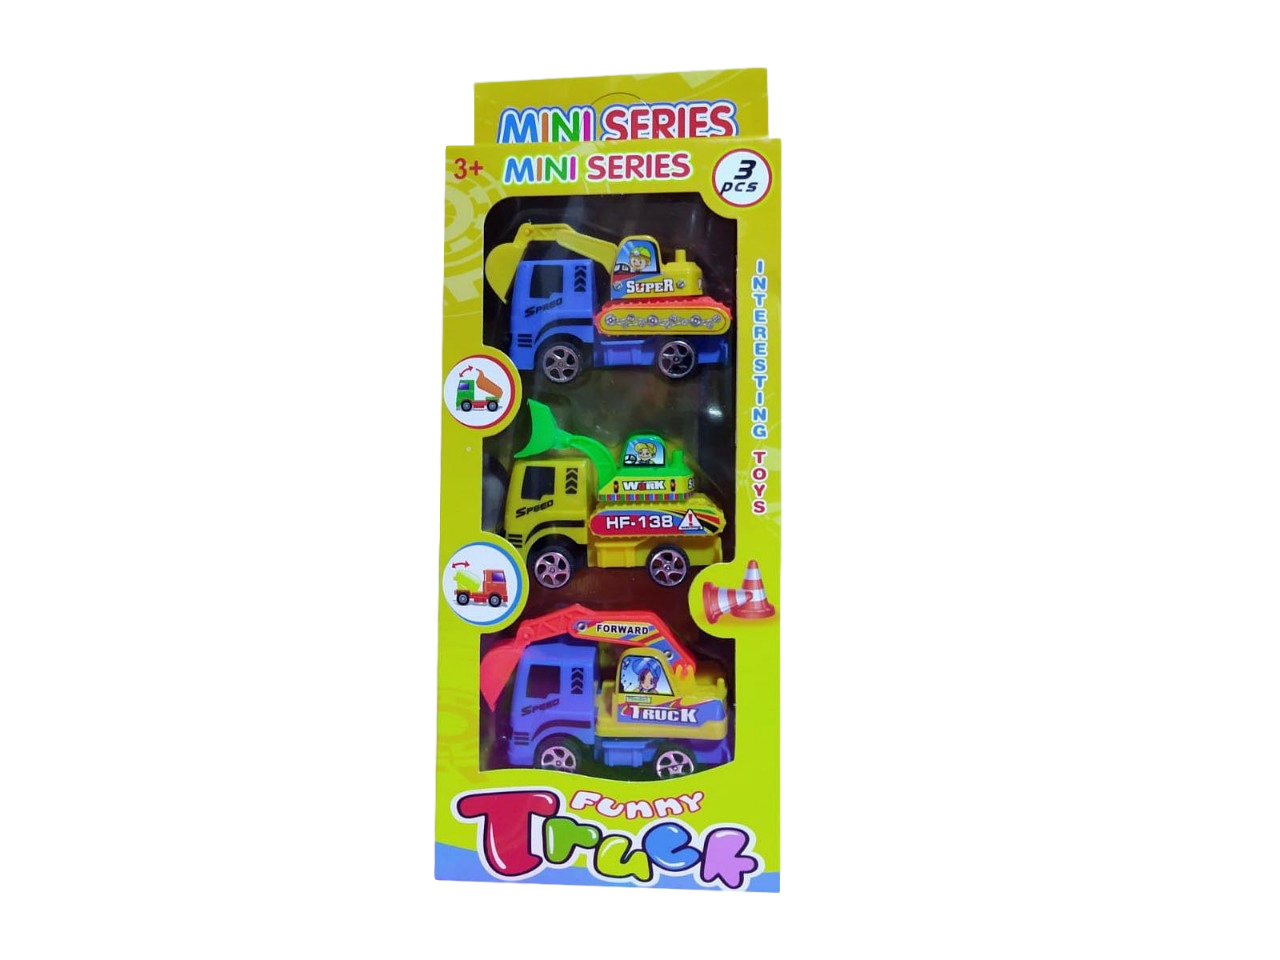 MINI SERIES
3+
MINI SERIES
3
pcs
INTERESTING TOYS
SUPER
SPEED
WORK
SPEED
HF-138
FORWARD
SPEED
TRUCK
FUNNY
Truck